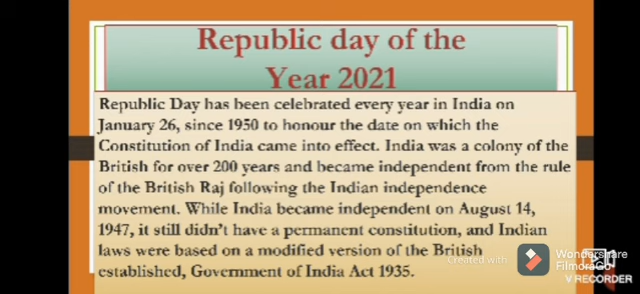 Republic day of the
Year 2021
Republic Day has been celebrated every year in India on
January 26, since 1950 to honour the date on which the
Constitution of India came into effect. India was a colony of the
British for over 200 years and became independent from the rule
of the British Raj following the Indian independence
movement. While India became independent on August 14,
1947, it still didn't have a permanent constitution, and Indian
laws were based on a modified version of the British
established, Government of India Act 1935.
Created with
Wondershare
FilmoraGo
V RECORDER